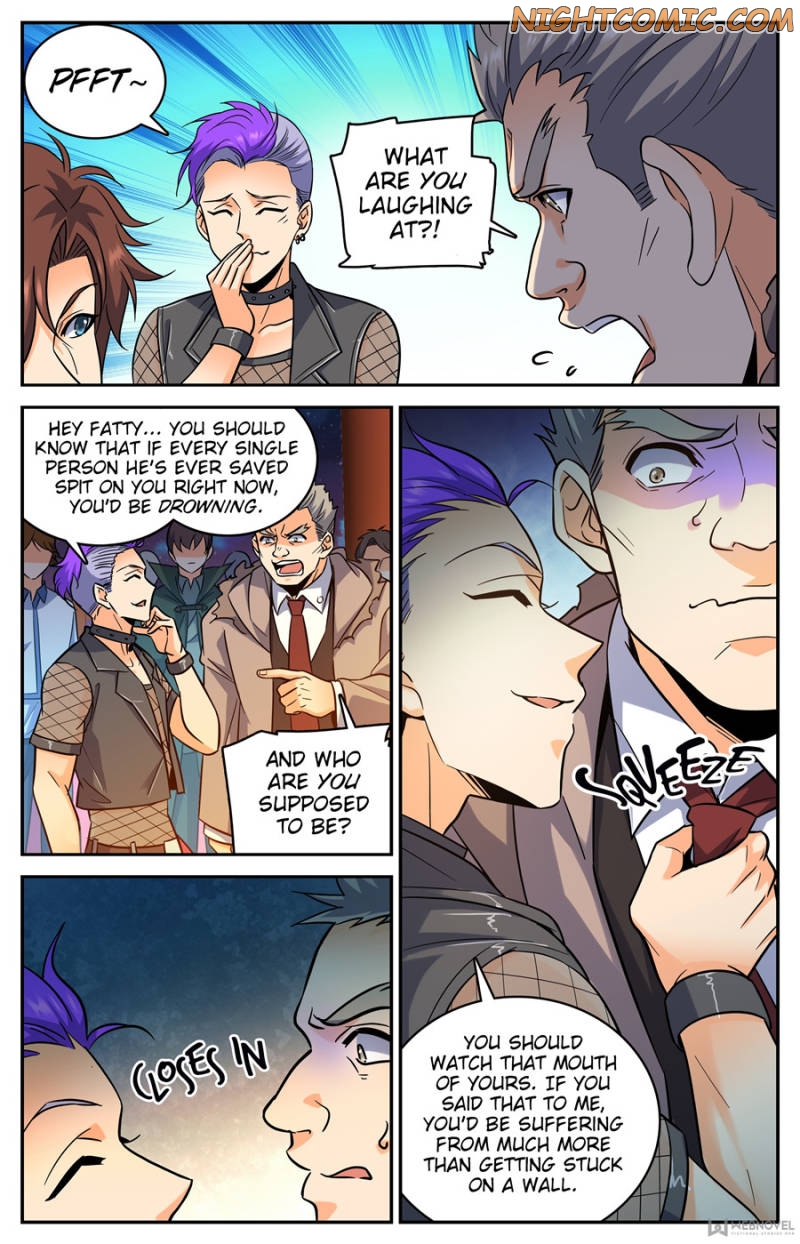 NIGHTCOMIC.COM
PFFT~
WHAT
ARE YOU
LAUGHING
AT?!
HEY FATTY... YOU SHOULD
KNOW THAT IF EVERY SINGLE
PERSON HE'S EVER SAVED
SPIT ON YOU RIGHT NOW,
YOU'D BE DROWNING.
AND WHO
ARE YOU
SUPPOSED
TO BE?
SQUEEZE
CLOSES IN
YOU SHOULD
WATCH THAT MOUTH
OF YOURS. IF YOU
SAID THAT TO ME,
YOU'D BE SUFFERING
FROM MUCH MORE
THAN GETTING STUCK
ON A WALL.
WEBNOVEL